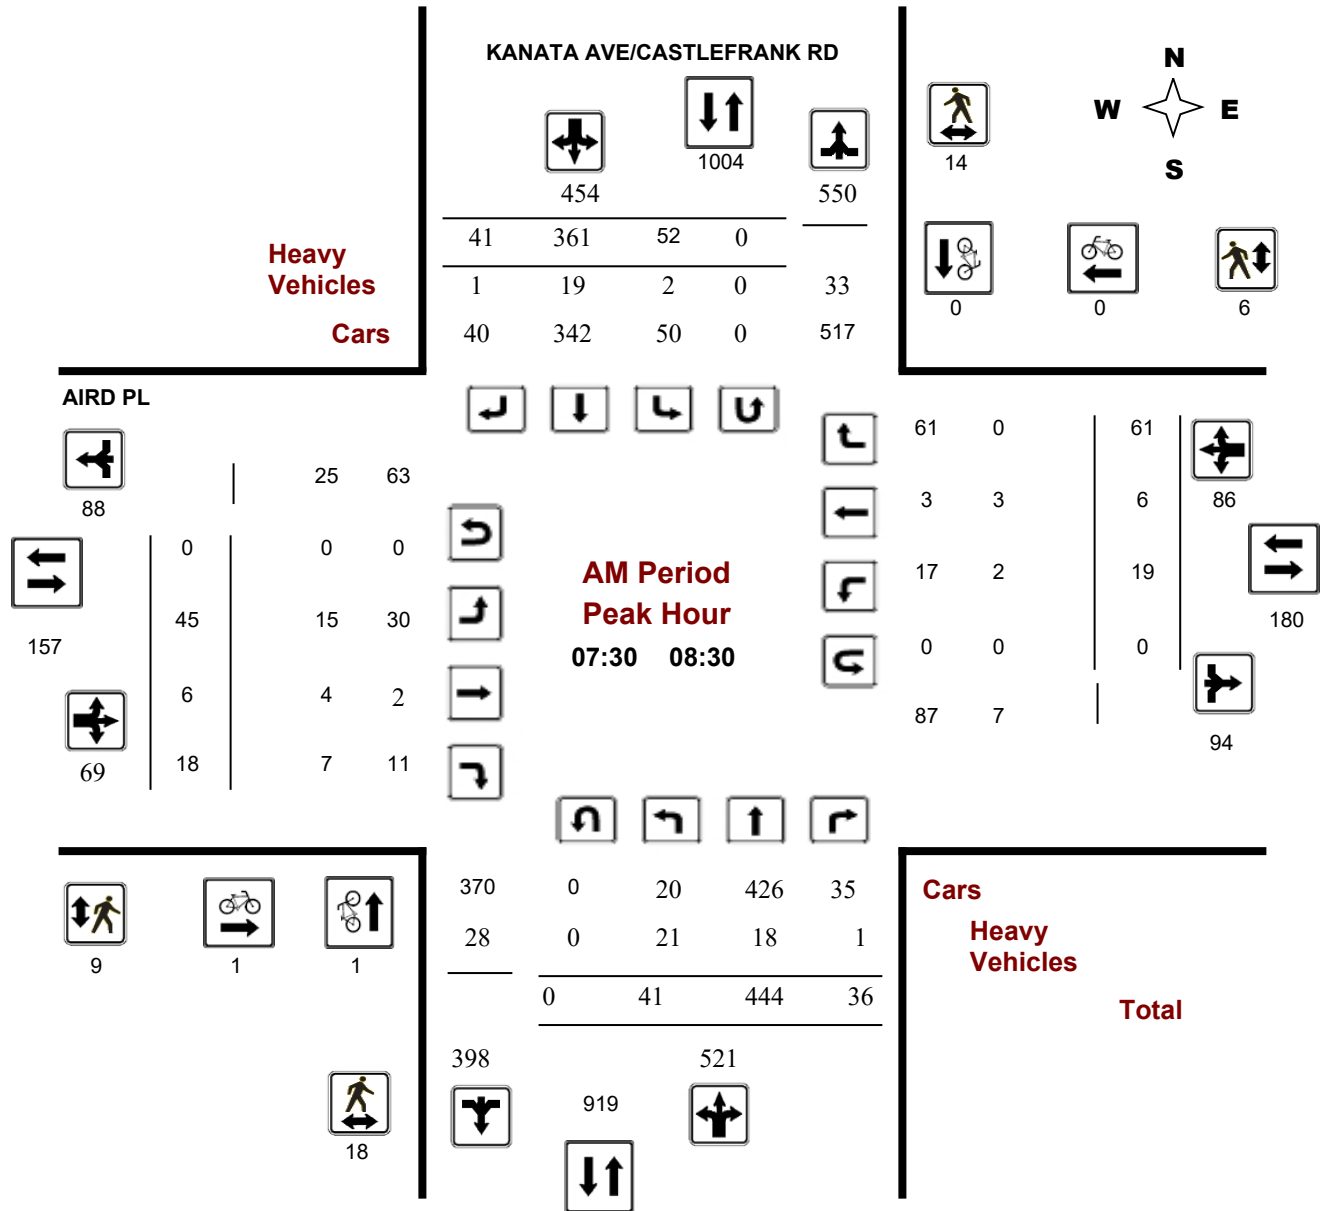 KANATA AVE/CASTLEFRANK RD
N
W E
S
1004
14
454 550
41 361 52 0
Heavy
Vehicles 1 19 2 0 33
Cars 40 342 50 0 517
0 0 6
AIRD PL
61 0 61
25 63
88
3 3 6 86
0 0 0
AM Period
17 2 19
Peak Hour
45 15 30
180
157
07:30 08:30
0 0 0
6 4 2
87 7
94
69 18 7 11
370 0 20 426 35 Cars
28 0 21 18 1 Heavy
Vehicles
9 1 1
0 41 444 36
Total
398 521
919
18